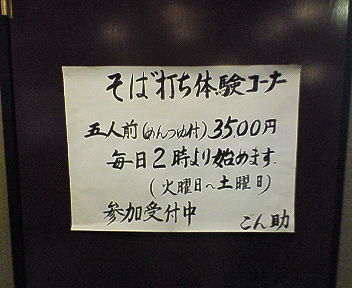 そば打ち体験コーナー
五人前(めんつゆ付)3500円
毎日2時より始めます.
(火曜日~土曜日)
参加受付中
ごん助